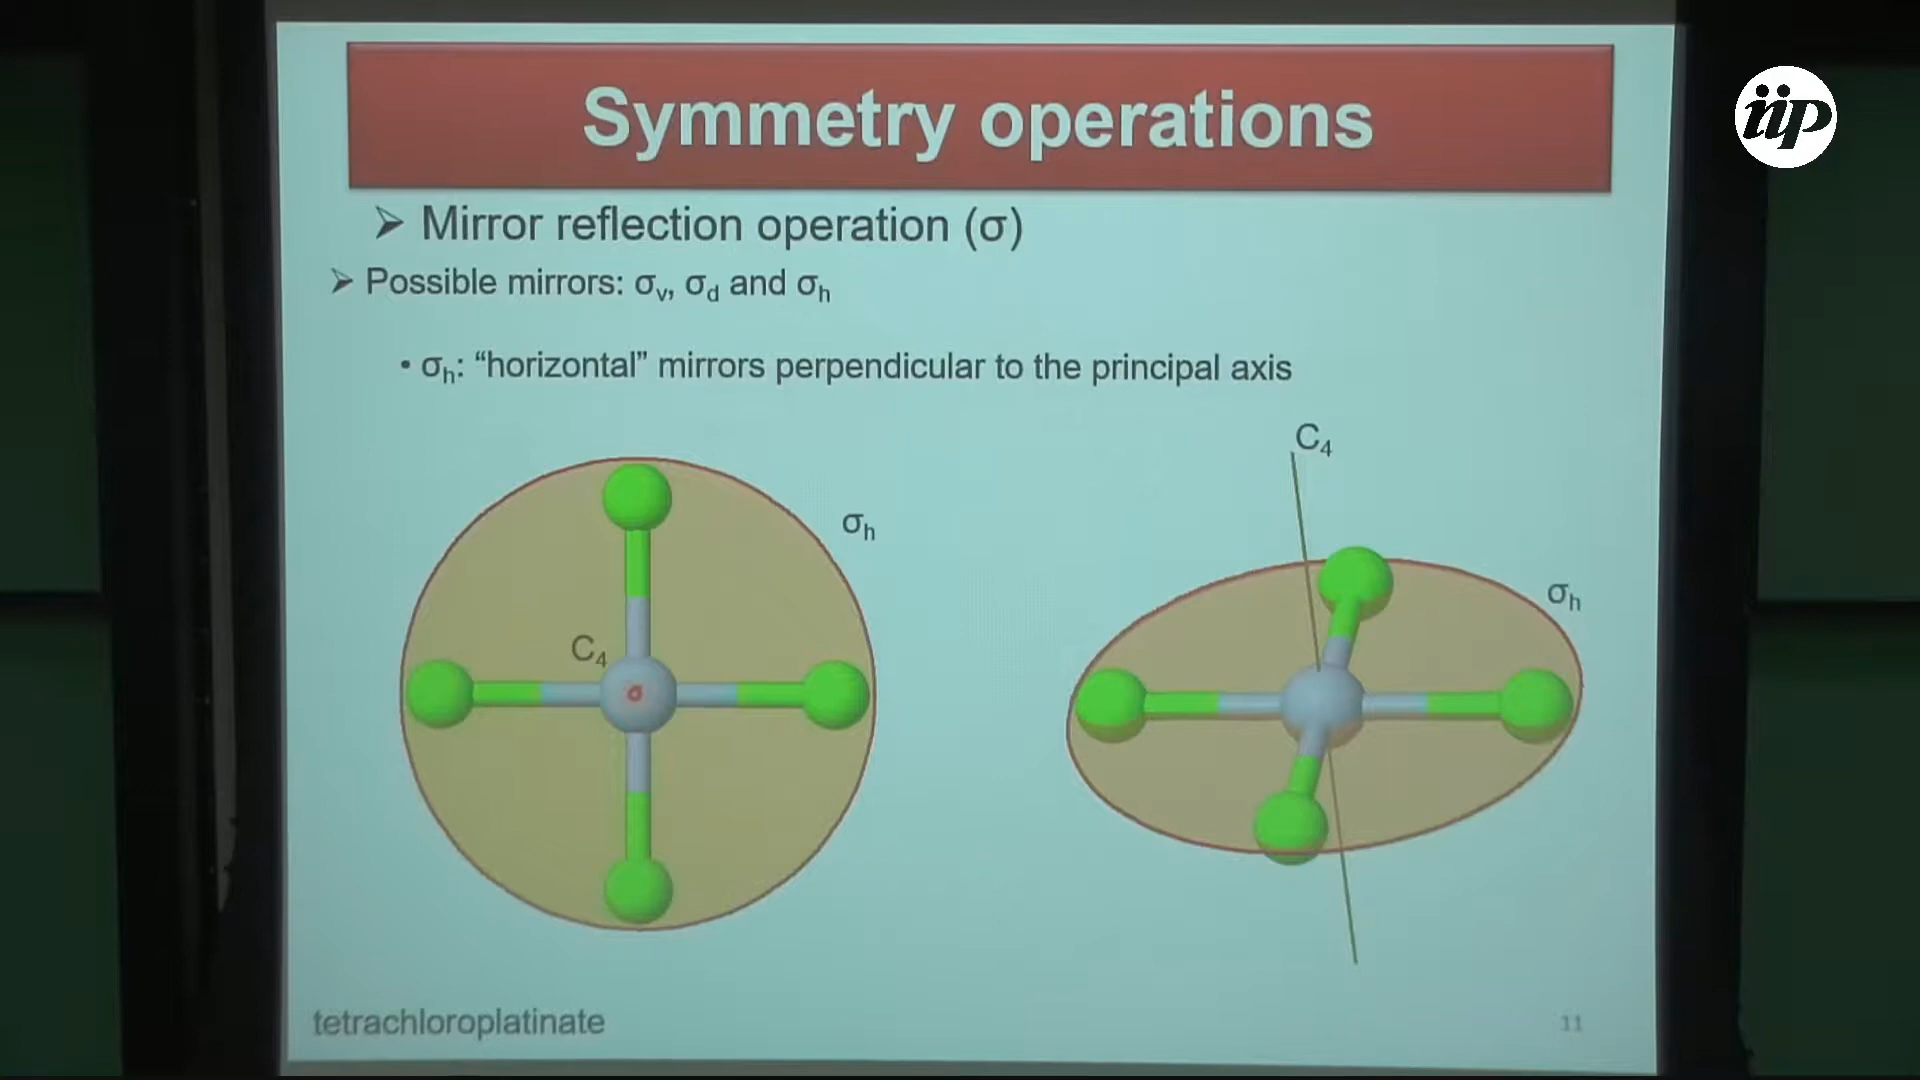 iip
Symmetry operations
➢ Mirror reflection operation (σ)
➢ Possible mirrors: σv, σd and σh
• σh: “horizontal” mirrors perpendicular to the principal axis
C4
σh
σh
C4
σ
tetrachloroplatinate
11